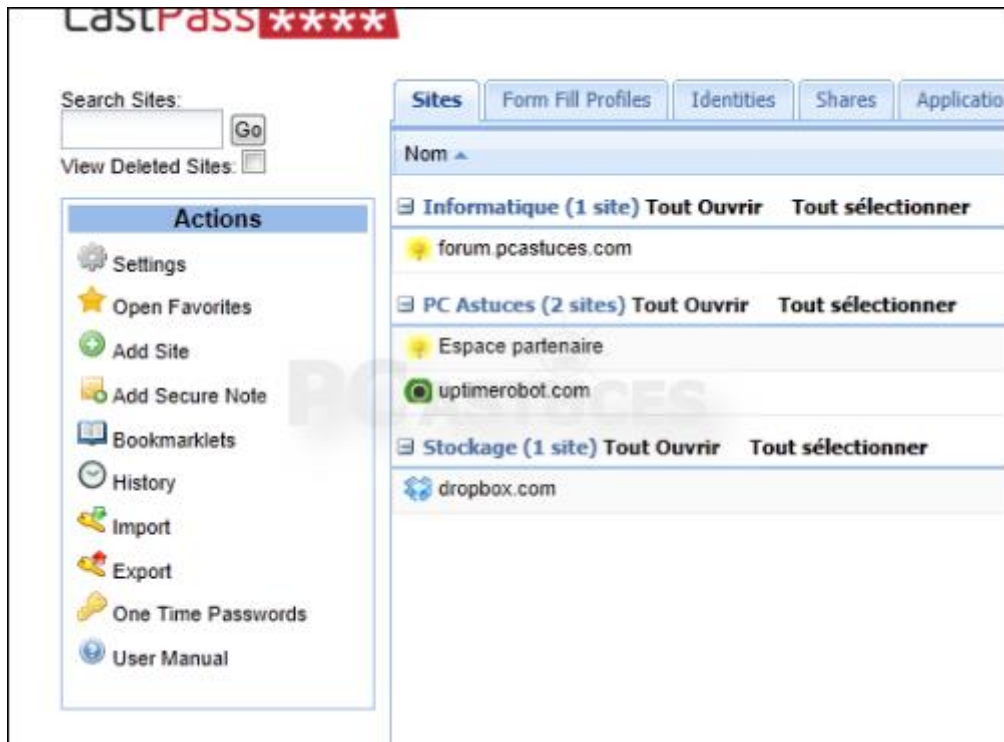 LastPass ****
Search Sites:
Go
View Deleted Sites:
Actions
Settings
Open Favorites
Add Site
Add Secure Note
Bookmarklets
History
Import
Export
One Time Passwords
User Manual
Sites Form Fill Profiles Identities Shares Applicatio
Nom
Informatique (1 site) Tout Ouvrir Tout sélectionner
forum.pcastuces.com
PC Astuces (2 sites) Tout Ouvrir Tout sélectionner
Espace partenaire
uptimerobot.com
Stockage (1 site) Tout Ouvrir Tout sélectionner
dropbox.com
PC ASTUCES